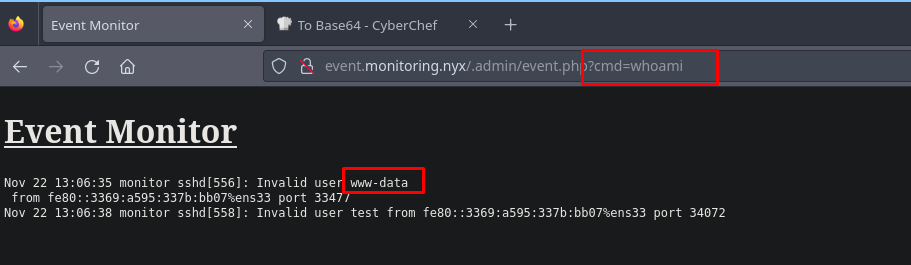 Event Monitor
To Base64 - CyberChef
event.monitoring.nyx/.admin/event.php?cmd=whoami
Event Monitor
Nov 22 13:06:35 monitor sshd[556]: Invalid user www-data
from fe80::3369:a595:337b:bb07%ens33 port 33477
Nov 22 13:06:38 monitor sshd[558]: Invalid user test from fe80::3369:a595:337b:bb07%ens33 port 34072